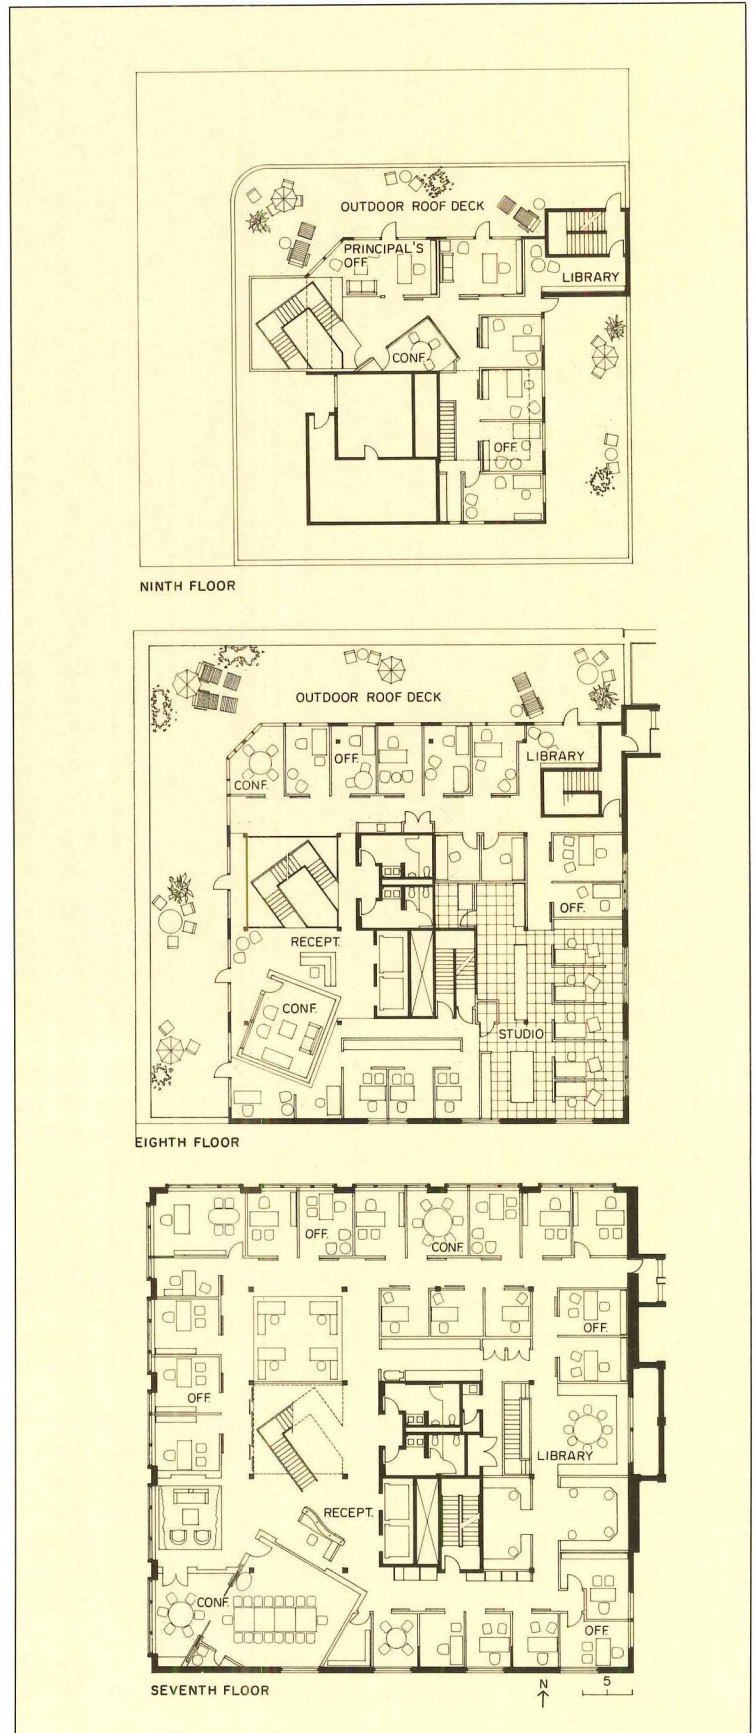 OUTDOOR ROOF DECK
PRINCIPAL'S
OFF.
LIBRARY
CONF.
OFF.
NINTH FLOOR
OUTDOOR ROOF DECK
OFF.
LIBRARY
CONF.
OFF.
RECEPT.
CONF.
STUDIO
EIGHTH FLOOR
OFF.
CONF.
OFF.
OFF.
LIBRARY
RECEPT.
CONF.
OFF.
SEVENTH FLOOR
N
5